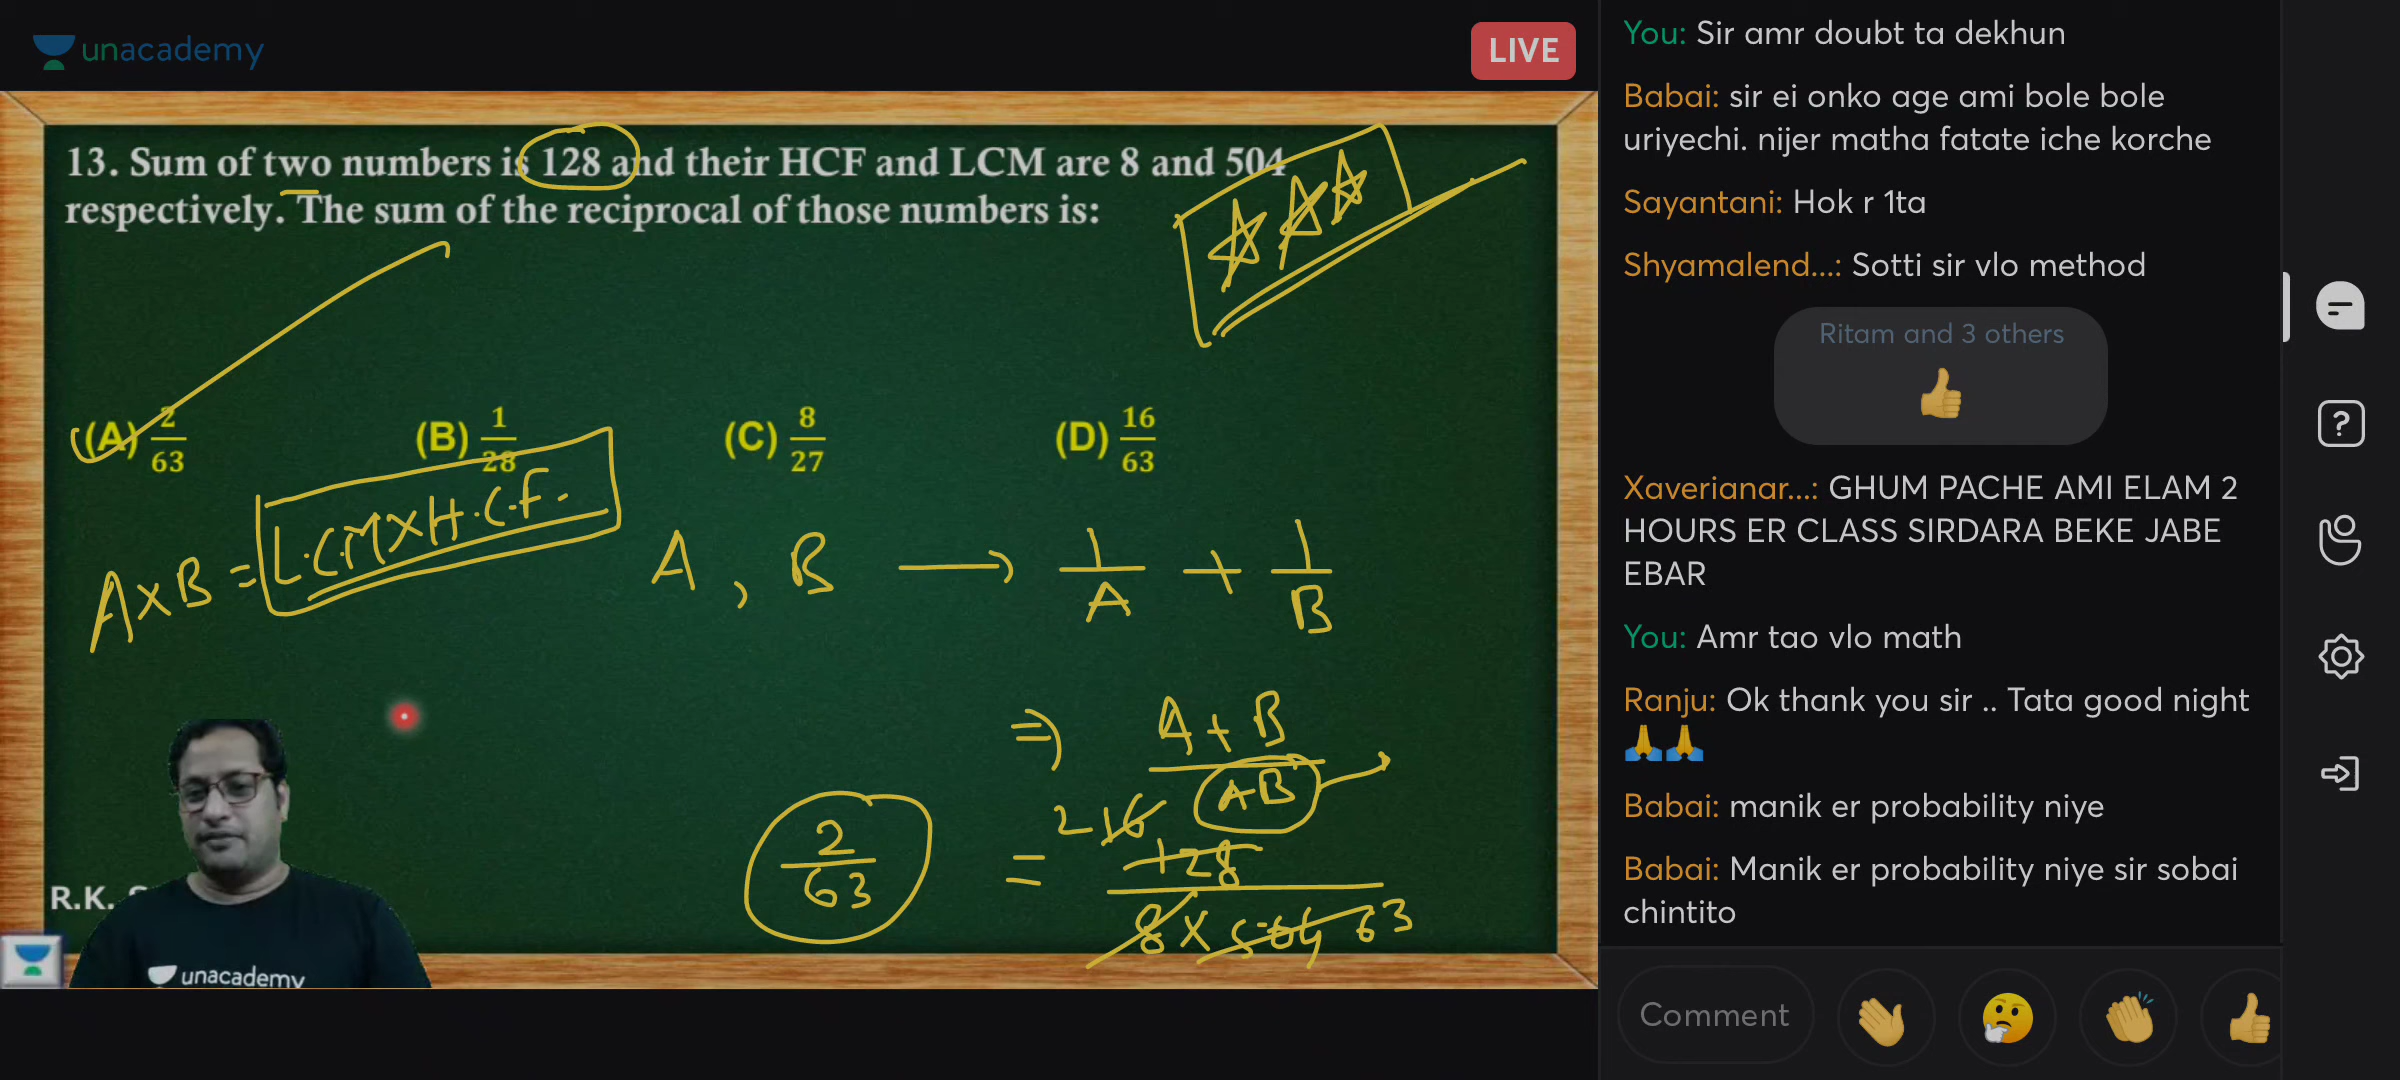 unacademy
LIVE
13. Sum of two numbers is 128 and their HCF and LCM are 8 and 504
respectively. The sum of the reciprocal of those numbers is:
(A) 2/63 (B) 1/28 (C) 8/27 (D) 16/63
A×B = L.C.M×H.C.F.
A, B → 1/A + 1/B
⇒ A+B/AB
= 128/8×504
2 16 63
2/63
R.K.
unacademy
You: Sir amr doubt ta dekhun
Babai: sir ei onko age ami bole bole
uriyechi. nijer matha fatate iche korche
Sayantani: Hok r 1ta
Shyamalend...: Sotti sir vlo method
Ritam and 3 others
👍
Xaverianar...: GHUM PACHE AMI ELAM 2
HOURS ER CLASS SIRDARA BEKE JABE
EBAR
You: Amr tao vlo math
Ranju: Ok thank you sir .. Tata good night
🙏🙏
Babai: manik er probability niye
Babai: Manik er probability niye sir sobai
chintito
Comment